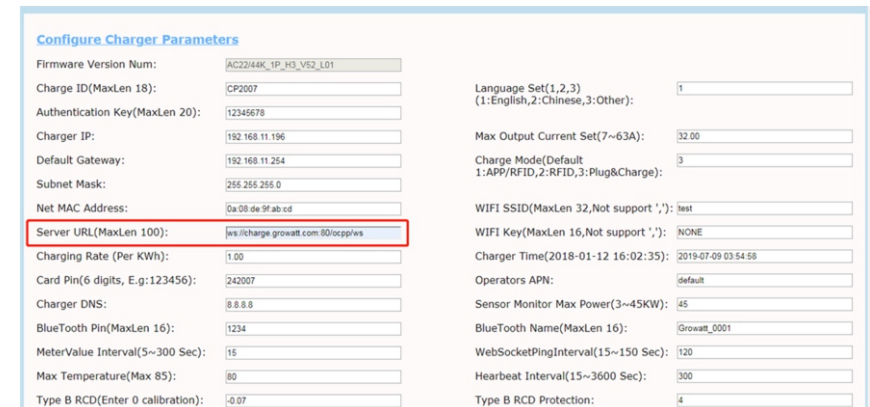 Configure Charger Parameters
Firmware Version Num: AC22/44K_1P_H3_V52_L01
Charge ID(MaxLen 18): CP2007
Language Set(1,2,3) 1
(1:English,2:Chinese,3:Other):
Authentication Key(MaxLen 20): 12345678
Charger IP: 192.168.11.196
Max Output Current Set(7~63A): 32.00
Default Gateway: 192.168.11.254
Charge Mode(Default 3
1:APP/RFID,2:RFID,3:Plug&Charge):
Subnet Mask: 255.255.255.0
Net MAC Address: 0a:08:de:9f:ab:cd
WIFI SSID(MaxLen 32,Not support ','): test
Server URL(MaxLen 100): ws://charge.growatt.com:80/ocpp/ws
WIFI Key(MaxLen 16,Not support ','): NONE
Charging Rate (Per KWh): 1.00
Charger Time(2018-01-12 16:02:35): 2019-07-09 03:54:58
Card Pin(6 digits, E.g:123456): 242007
Operators APN: default
Charger DNS: 8.8.8.8
Sensor Monitor Max Power(3~45KW): 45
BlueTooth Pin(MaxLen 16): 1234
BlueTooth Name(MaxLen 16): Growatt_0001
MeterValue Interval(5~300 Sec): 15
WebSocketPingInterval(15~150 Sec): 120
Max Temperature(Max 85): 80
Hearbeat Interval(15~3600 Sec): 300
Type B RCD(Enter 0 calibration): -0.07
Type B RCD Protection: 4